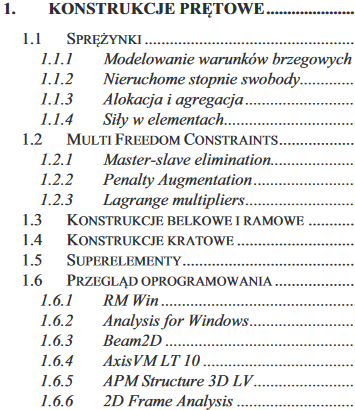 1. KONSTRUKCJE PRĘTOWE
1.1 SPRĘŻYNKI
1.1.1 Modelowanie warunków brzegowych
1.1.2 Nieruchome stopnie swobody
1.1.3 Alokacja i agregacja
1.1.4 Siły w elementach
1.2 MULTI FREEDOM CONSTRAINTS
1.2.1 Master-slave elimination
1.2.2 Penalty Augmentation
1.2.3 Lagrange multipliers
1.3 KONSTRUKCJE BELKOWE I RAMOWE
1.4 KONSTRUKCJE KRATOWE
1.5 SUPERELEMENTY
1.6 PRZEGLĄD OPROGRAMOWANIA
1.6.1 RM Win
1.6.2 Analysis for Windows
1.6.3 Beam2D
1.6.4 AxisVM LT 10
1.6.5 APM Structure 3D LV
1.6.6 2D Frame Analysis